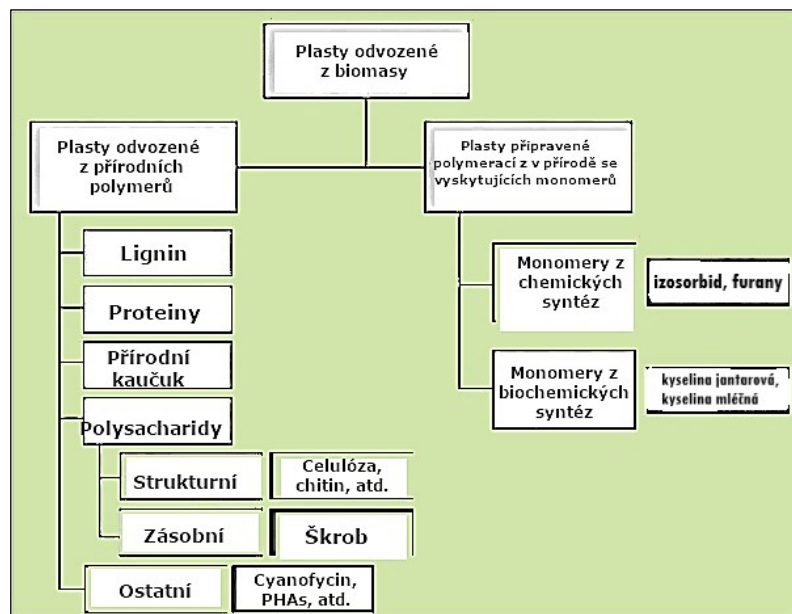 Plasty odvozené
z biomasy
Plasty odvozené
z přírodních
polymerů
Plasty připravené
polymerací z v přírodě se
vyskytujících monomerů
Lignin
Proteiny
Přírodní
kaučuk
Polysacharidy
Strukturní
Celulóza,
chitin, atd.
Zásobní
Škrob
Ostatní
Cyanofycin,
PHAs, atd.
Monomery z
chemických
syntéz
izosorbid, furany
Monomery z
biochemických
syntéz
kyselina jantarová,
kyselina mléčná